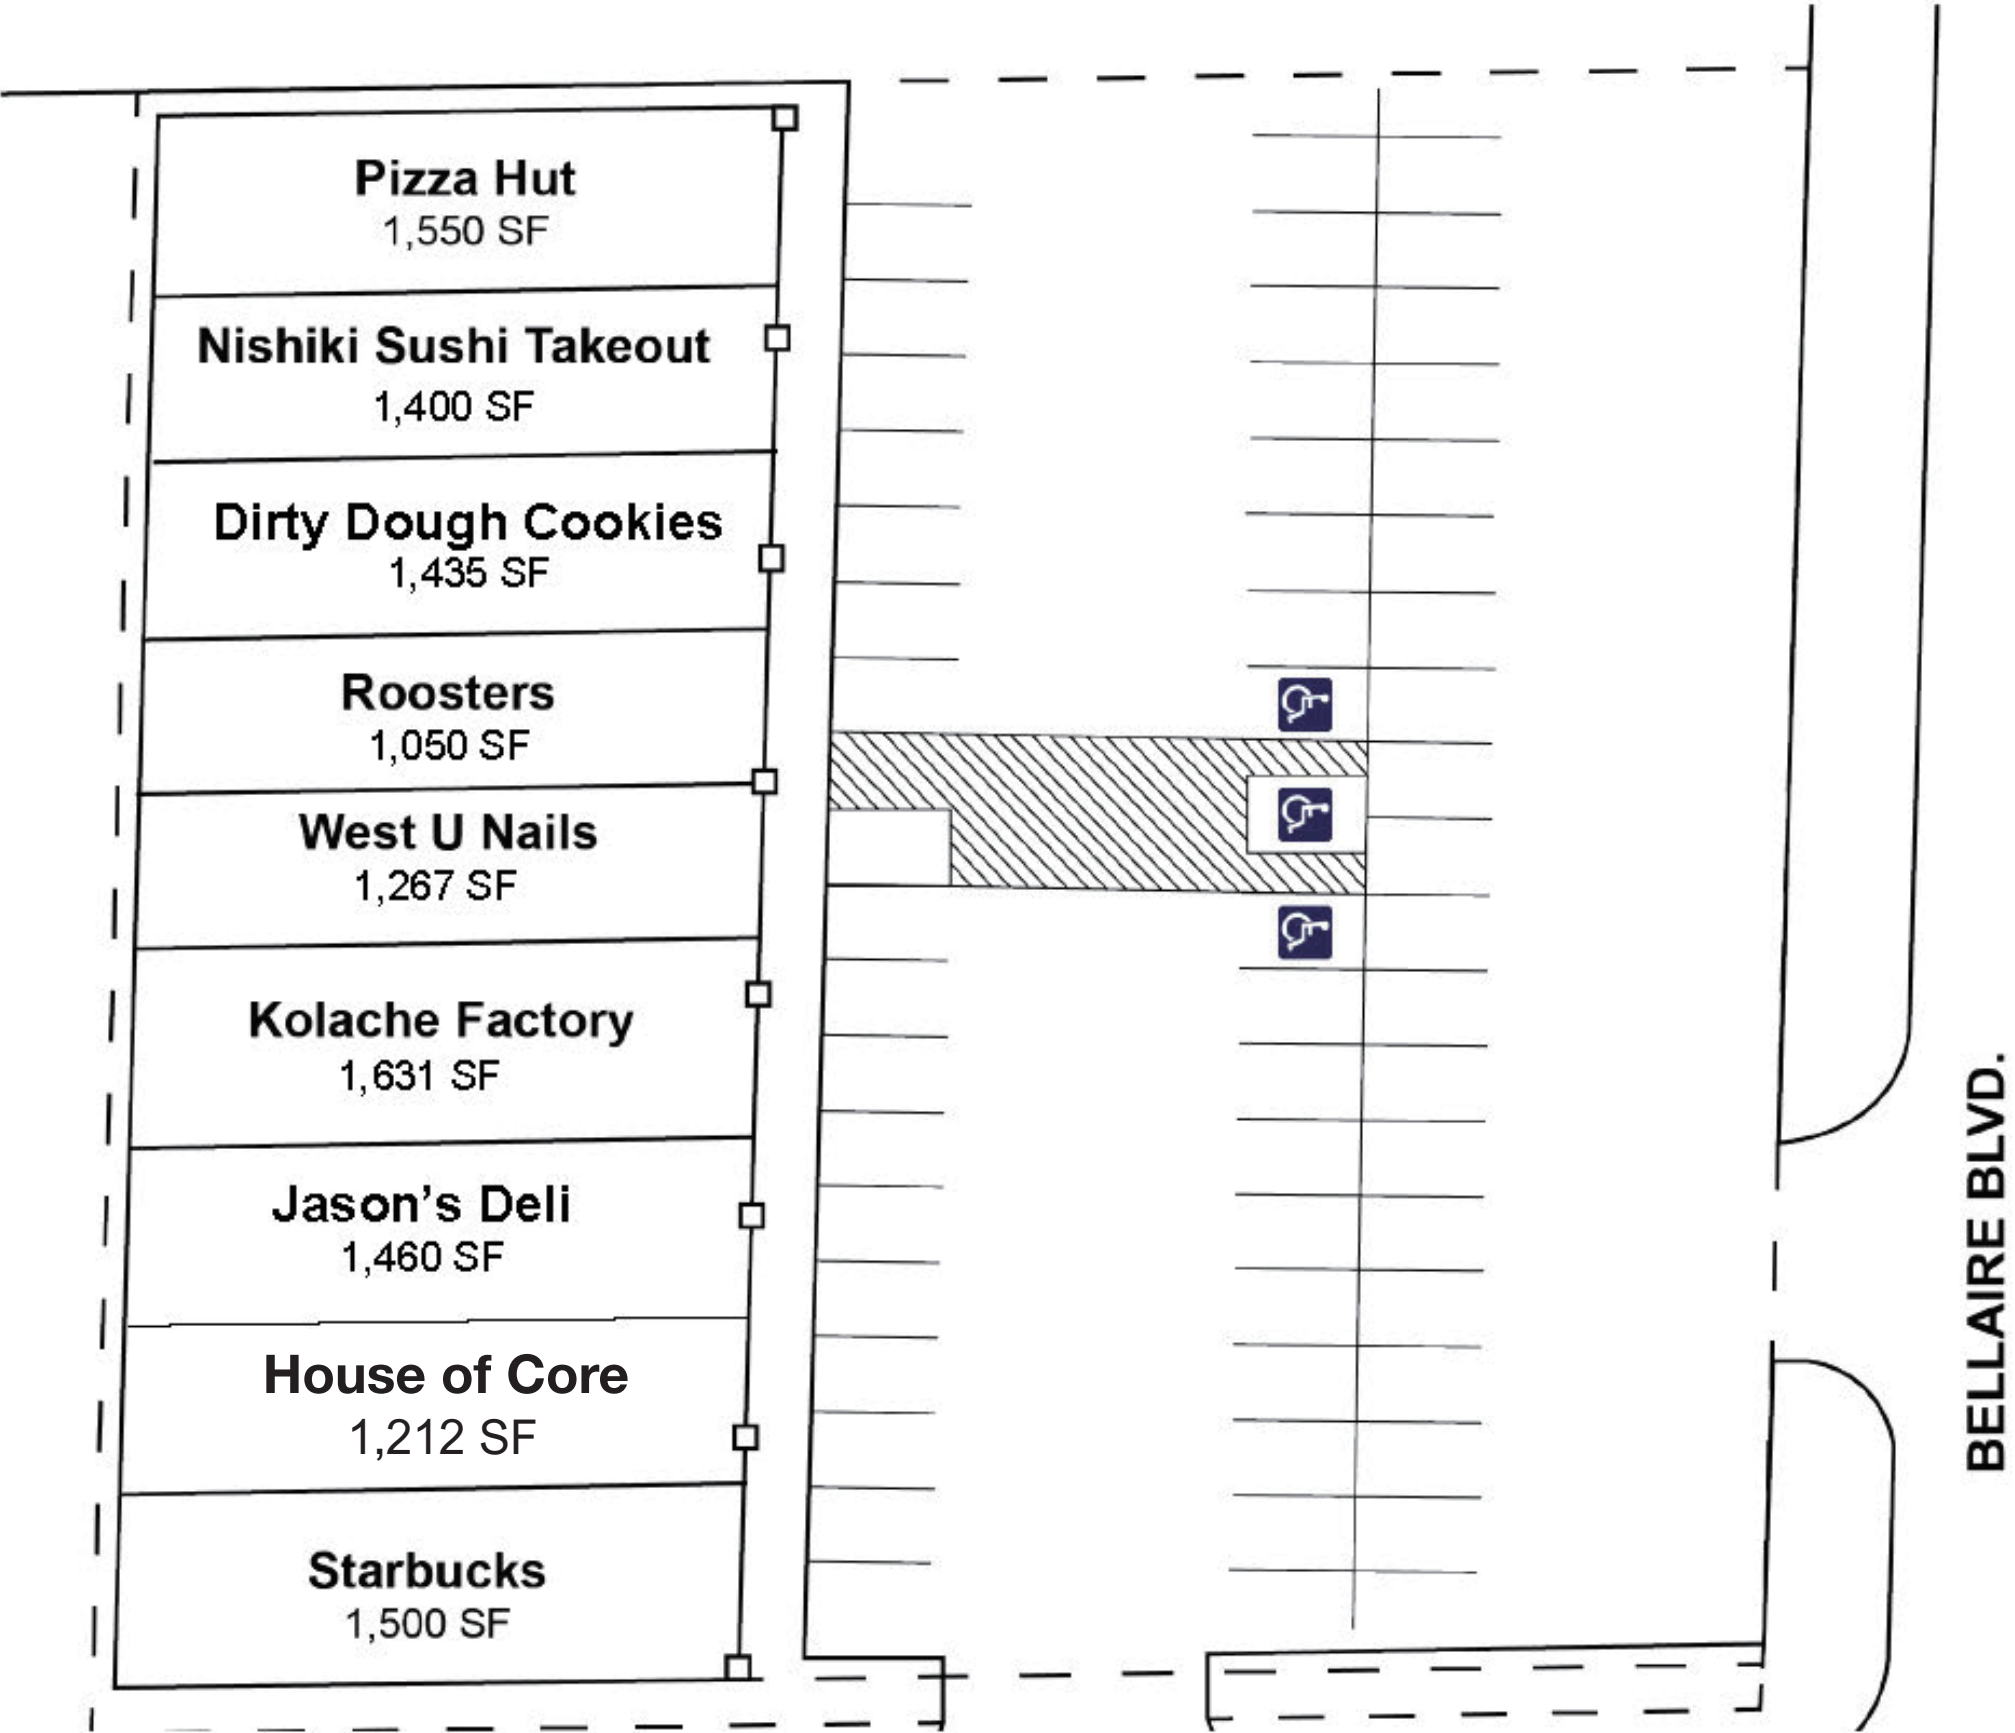 Pizza Hut
1,550 SF
Nishiki Sushi Takeout
1,400 SF
Dirty Dough Cookies
1,435 SF
Roosters
1,050 SF
West U Nails
1,267 SF
Kolache Factory
1,631 SF
Jason’s Deli
1,460 SF
House of Core
1,212 SF
Starbucks
1,500 SF
BELLAIRE BLVD.